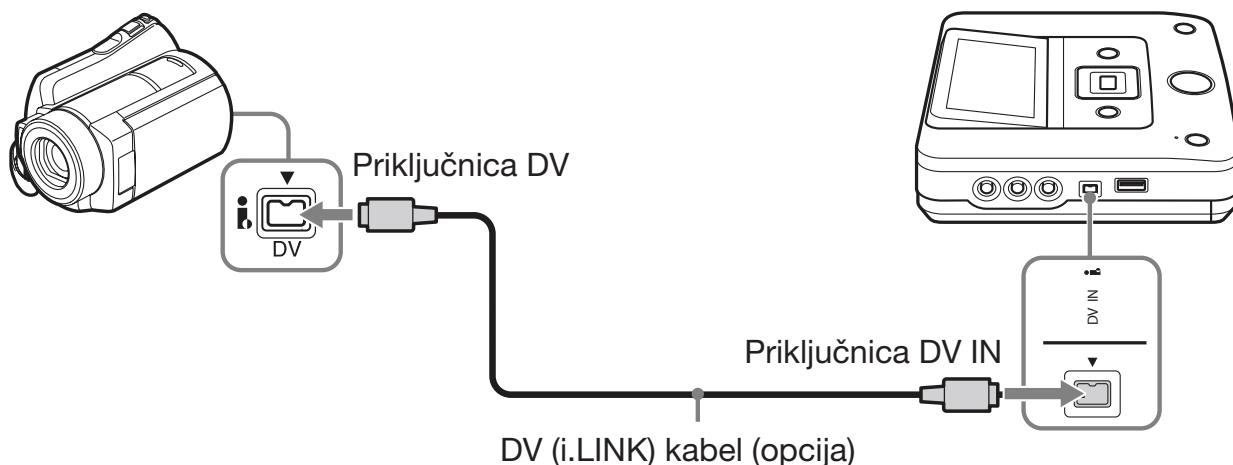 Priključnica DV
DV
DV IN
Priključnica DV IN
DV (i.LINK) kabel (opcija)